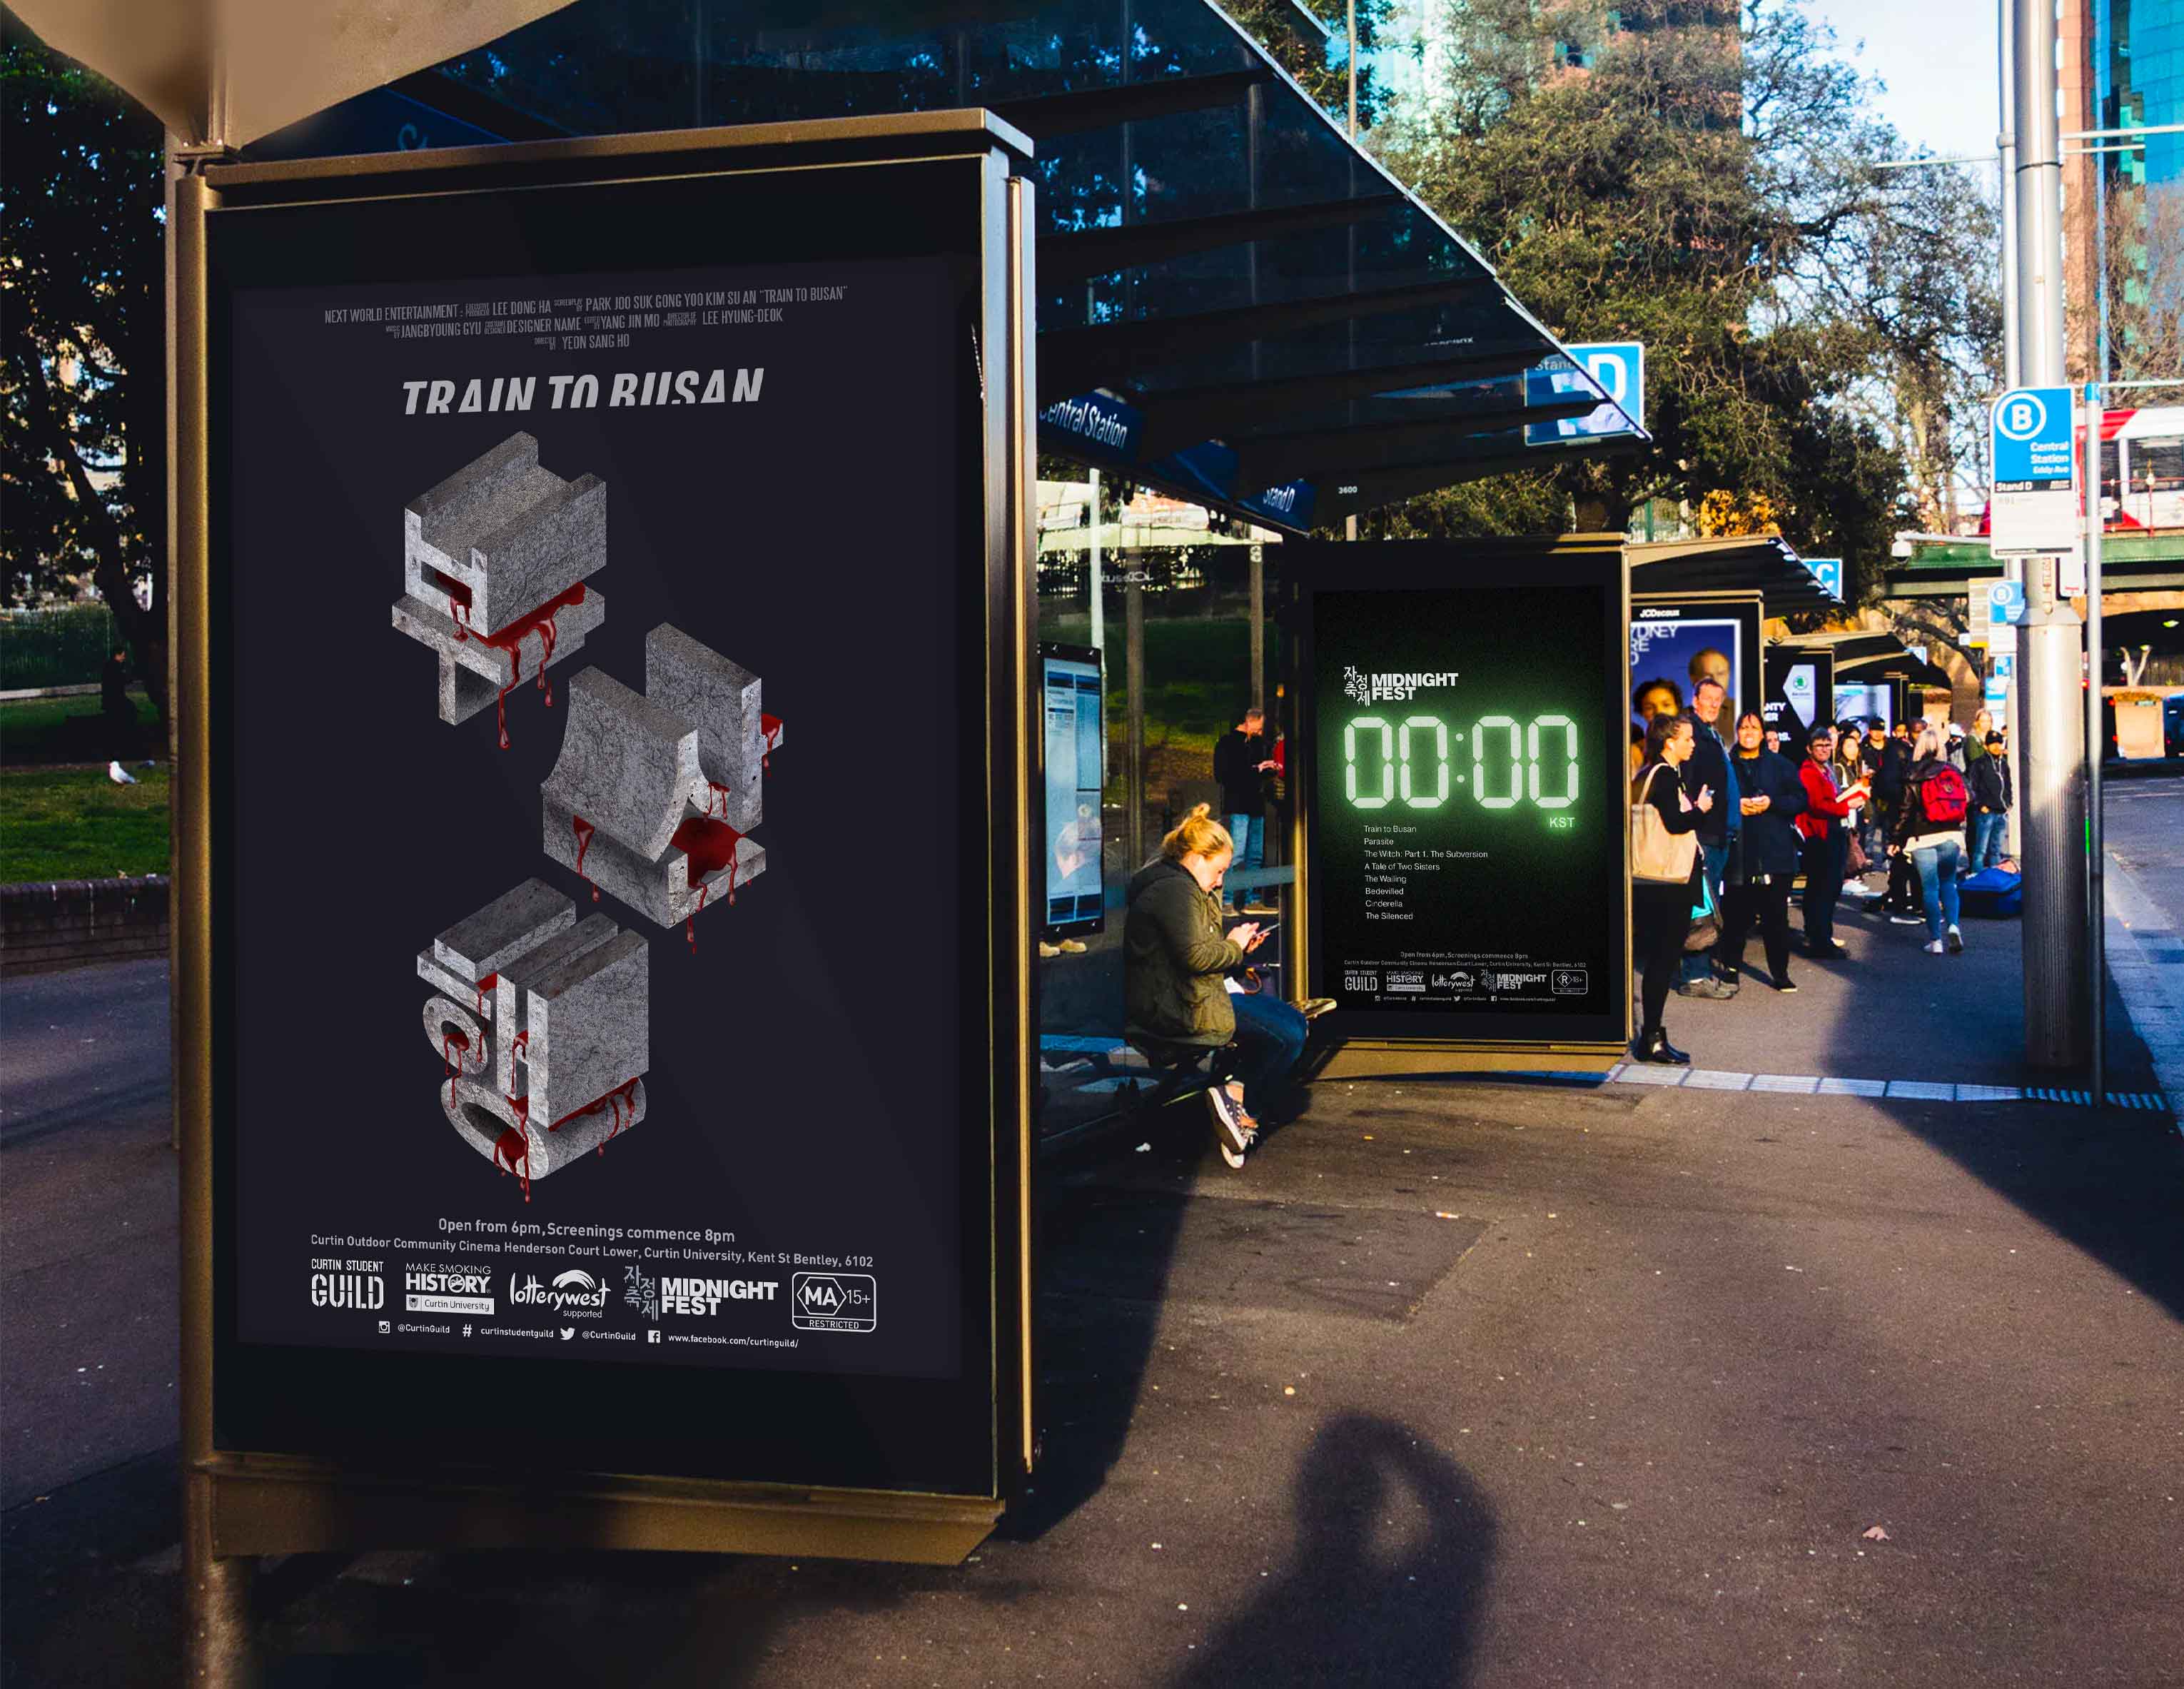 NEXT WORLD ENTERTAINMENT : EXECUTIVE PRODUCER LEE DONG HA SCREENPLAY BY PARK JOO SUK GONG YOO KIM SU AN "TRAIN TO BUSAN"
MUSIC BY JANGBYOUNG GYU COSTUME DESIGNER DESIGNER NAME EDITED BY YANG JIN MO DIRECTOR OF PHOTOGRAPHY LEE HYUNG-DEOK
DIRECTED BY YEON SANG HO
TRAIN TO BUSAN
부
산
행
Open from 6pm,Screenings commence 8pm
Curtin Outdoor Community Cinema Henderson Court Lower, Curtin University, Kent St Bentley, 6102
CURTIN STUDENT
GUILD
MAKE SMOKING
HISTORY
Curtin University
lotterywest
supported
자정축제
MIDNIGHT
FEST
MA 15+
RESTRICTED
@CurtinGuild # curtinstudentguild @CurtinGuild www.facebook.com/curtinguild/
Central Station
Stand D
3600
Stand
D
자정축제
MIDNIGHT
FEST
00:00
KST
Train to Busan
Parasite
The Witch: Part 1. The Subversion
A Tale of Two Sisters
The Wailing
Bedevilled
Cinderella
The Silenced
Open from 6pm,Screenings commence 8pm
Curtin Outdoor Community Cinema Henderson Court Lower, Curtin University, Kent St Bentley, 6102
CURTIN STUDENT
GUILD
MAKE SMOKING
HISTORY
lotterywest
supported
자정축제
MIDNIGHT
FEST
R 18+
JCDecaux
C
B
Central
Station
Eddy Ave
Stand D
B